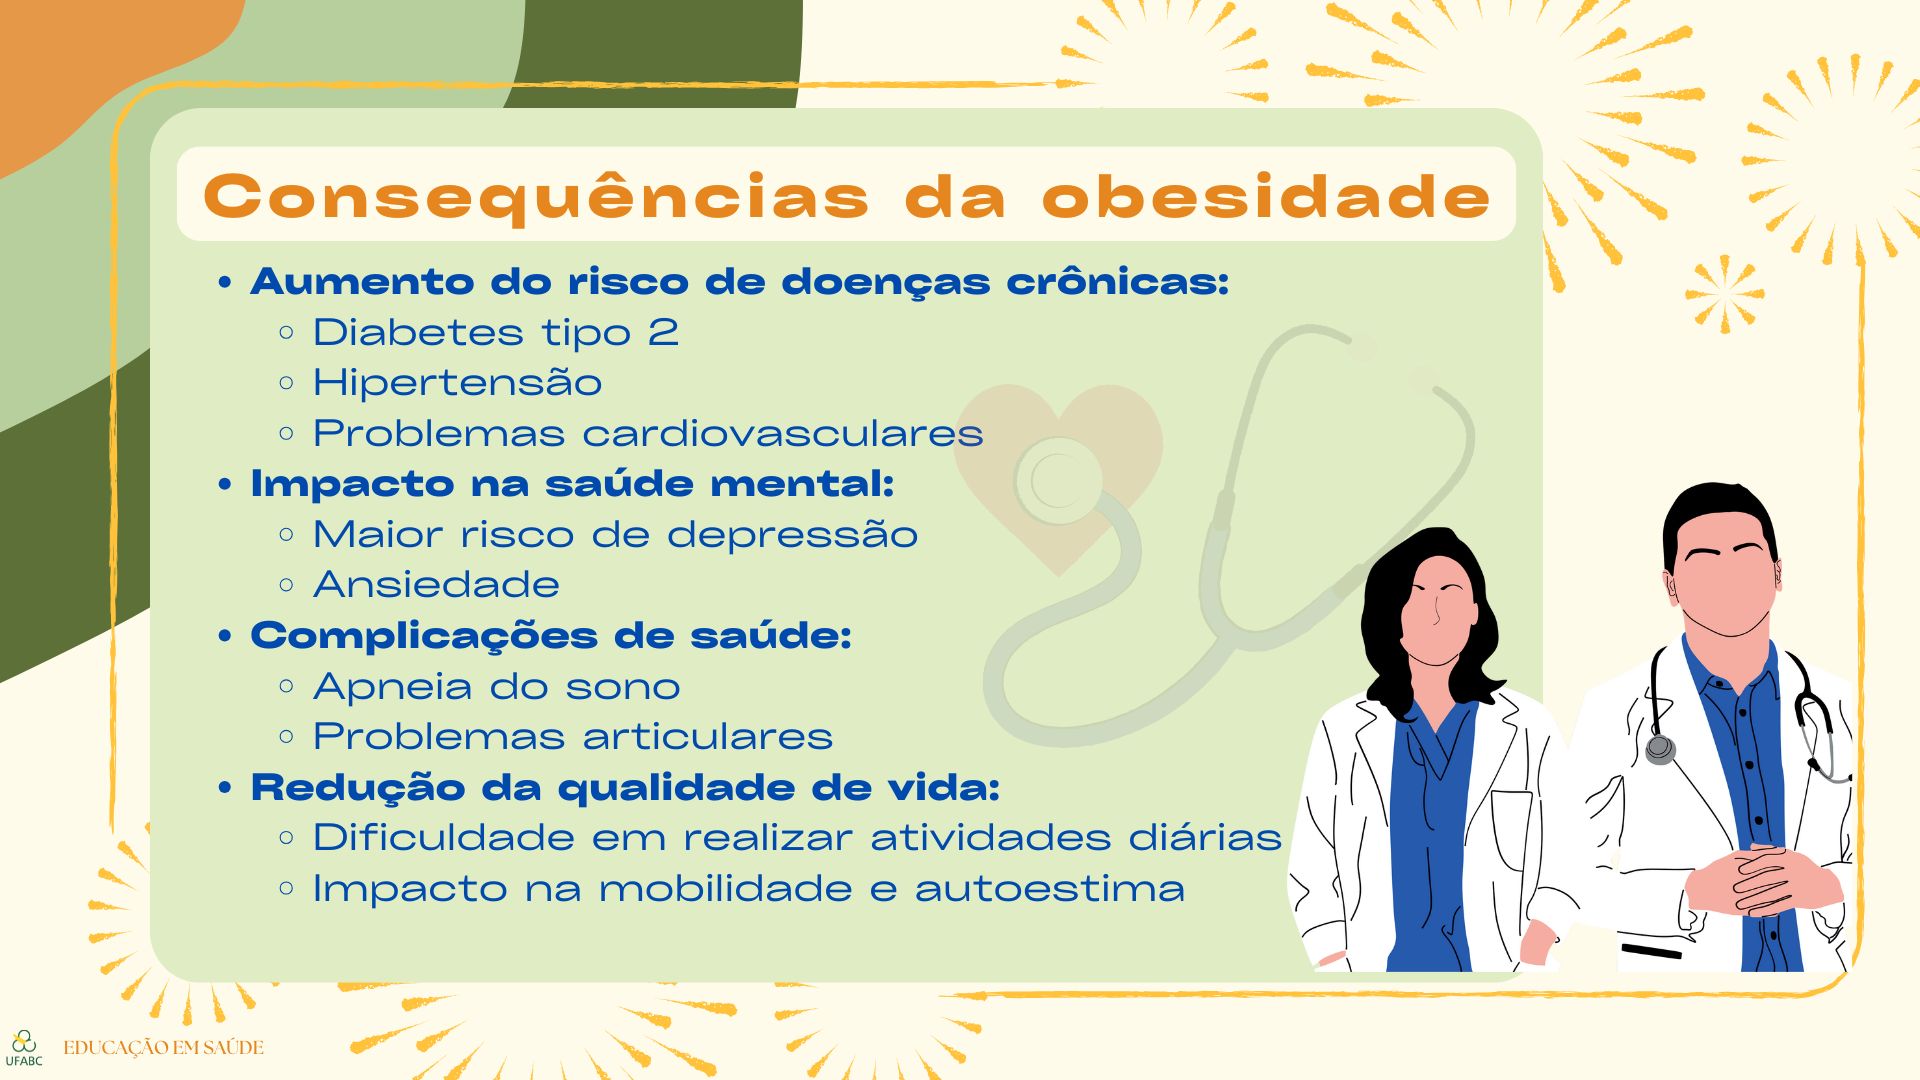 Consequências da obesidade
• Aumento do risco de doenças crônicas:
◦ Diabetes tipo 2
◦ Hipertensão
◦ Problemas cardiovasculares
• Impacto na saúde mental:
◦ Maior risco de depressão
◦ Ansiedade
• Complicações de saúde:
◦ Apneia do sono
◦ Problemas articulares
• Redução da qualidade de vida:
◦ Dificuldade em realizar atividades diárias
◦ Impacto na mobilidade e autoestima
UFABC
EDUCAÇÃO EM SAÚDE